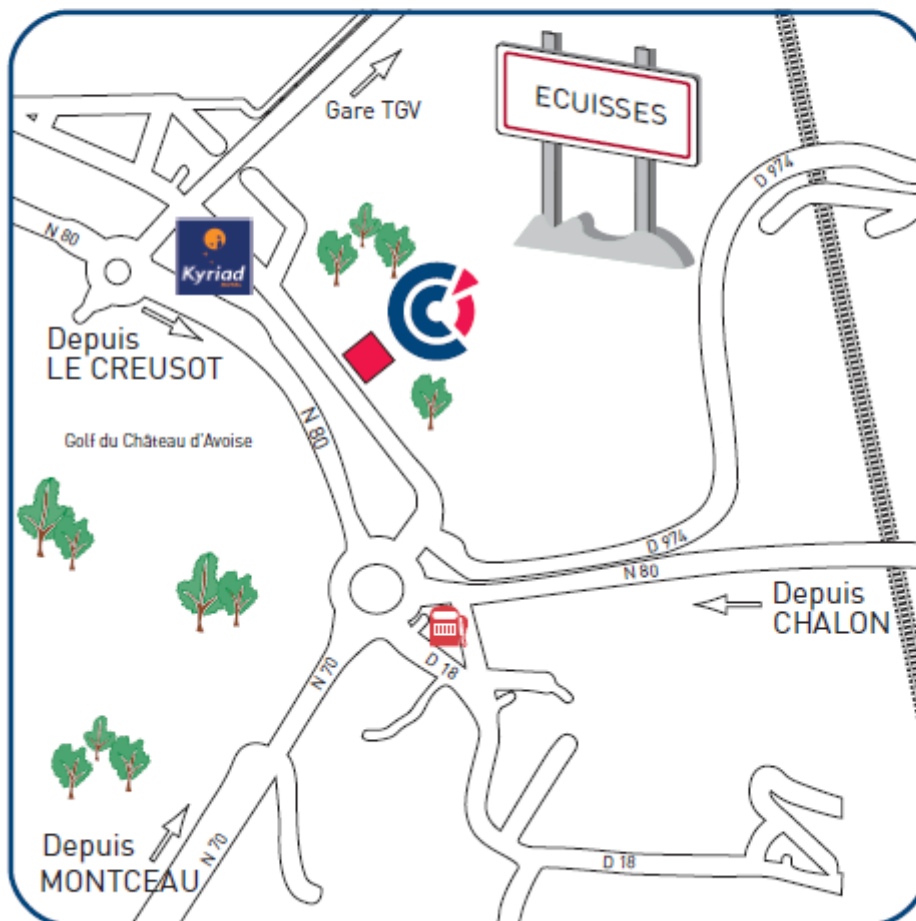 Gare TGV
ECUISSES
D 974
N 80
Kyriad
Depuis
LE CREUSOT
N 80
Golf du Château d'Avoise
D 974
N 80
Depuis
CHALON
D 18
N 70
Depuis
MONTCEAU
N 70
D 18